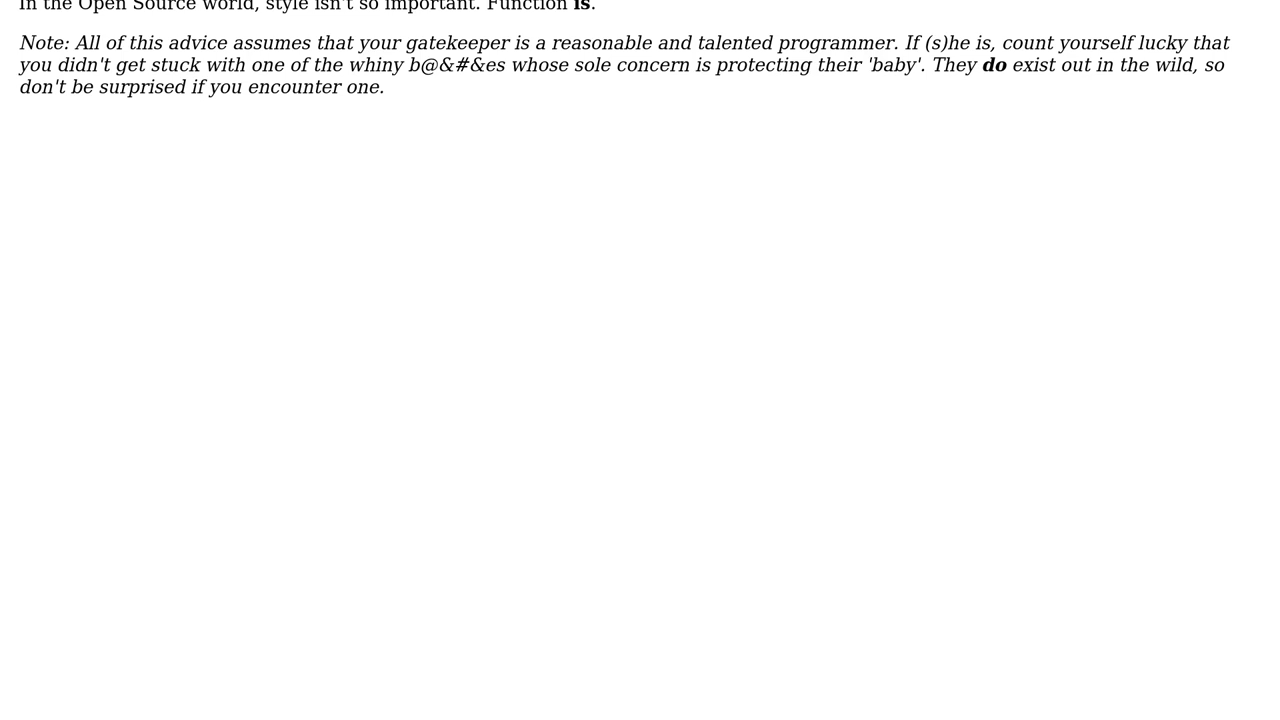 In the Open Source world, style isn't so important. Function is.
Note: All of this advice assumes that your gatekeeper is a reasonable and talented programmer. If (s)he is, count yourself lucky that
you didn't get stuck with one of the whiny b@&#&es whose sole concern is protecting their 'baby'. They do exist out in the wild, so
don't be surprised if you encounter one.